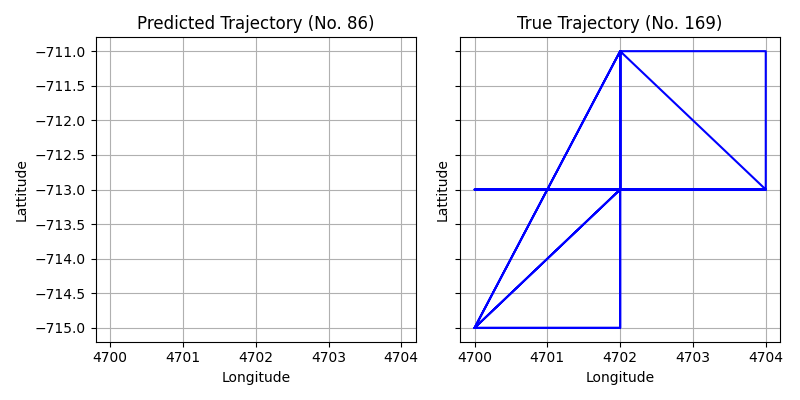 Predicted Trajectory (No. 86)
True Trajectory (No. 169)
−711.0
−711.5
−712.0
−712.5
−713.0
−713.5
−714.0
−714.5
−715.0
Lattitude
Lattitude
4700 4701 4702 4703 4704
4700 4701 4702 4703 4704
Longitude
Longitude